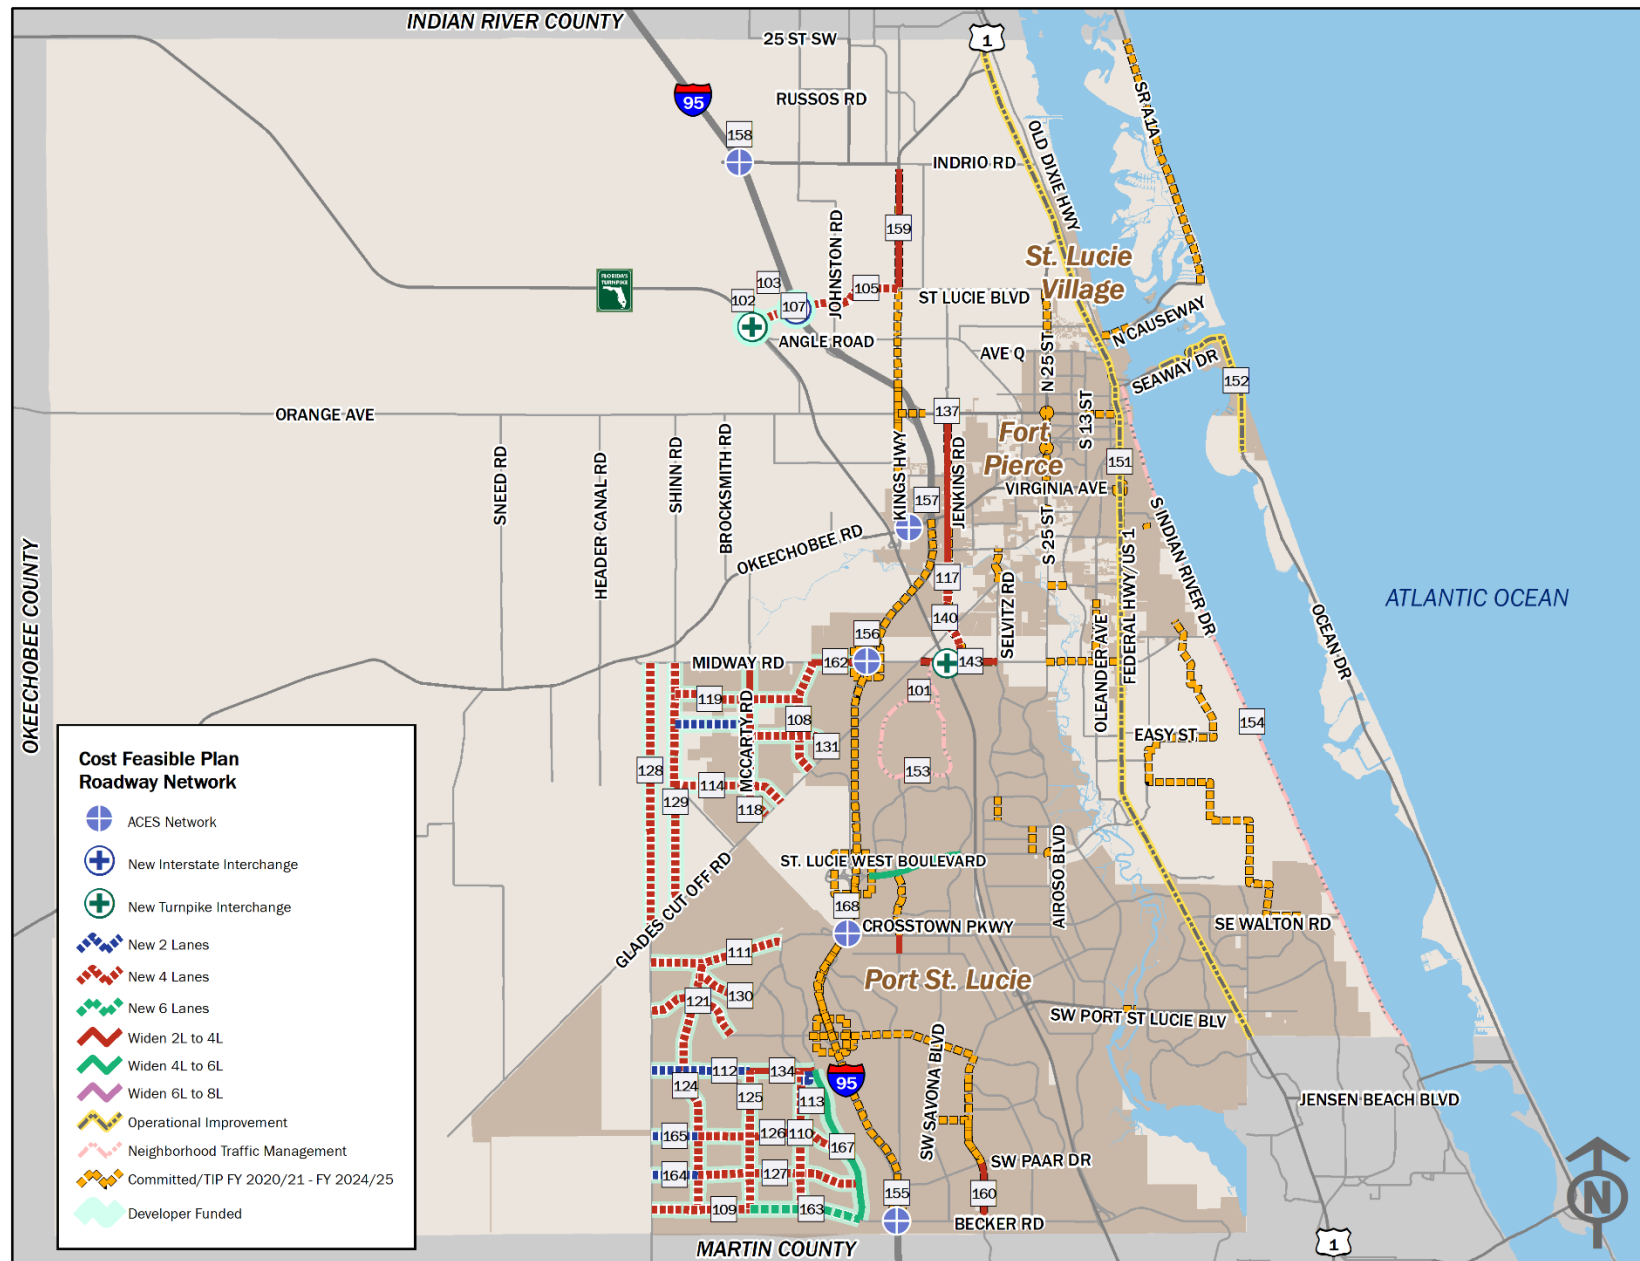 INDIAN RIVER COUNTY
25 ST SW
1
SR A1A
RUSSOS RD
95
158
INDRIO RD
OLD DIXIE HWY
159
JOHNSTON RD
St. Lucie
Village
FLORIDA'S
TURNPIKE
103
102
107
105
ST LUCIE BLVD
N CAUSEWAY
ANGLE ROAD
AVE Q
N 25 ST
SEAWAY DR
152
ORANGE AVE
137
S 13 ST
Fort
Pierce
SNEED RD
HEADER CANAL RD
SHINN RD
BROCKSMITH RD
KINGS HWY
JENKINS RD
151
VIRGINIA AVE
157
OKEECHOBEE RD
S 25 ST
S INDIAN RIVER DR
FEDERAL HWY/US 1
OKEECHOBEE COUNTY
117
SELVITZ RD
ATLANTIC OCEAN
140
156
OLEANDER AVE
OCEAN DR
MIDWAY RD
162
143
101
119
MCCARTY RD
108
154
EASY ST
131
128
153
114
129
118
ST. LUCIE WEST BOULEVARD
AIROSO BLVD
GLADES CUT OFF RD
168
CROSSTOWN PKWY
SE WALTON RD
111
Port St. Lucie
130
121
SW PORT ST LUCIE BLV
112
134
95
124
125
113
SW SAVONA BLVD
JENSEN BEACH BLVD
165
126
110
167
SW PAAR DR
164
127
155
160
109
163
BECKER RD
MARTIN COUNTY
1
N
Cost Feasible Plan
Roadway Network
ACES Network
New Interstate Interchange
New Turnpike Interchange
New 2 Lanes
New 4 Lanes
New 6 Lanes
Widen 2L to 4L
Widen 4L to 6L
Widen 6L to 8L
Operational Improvement
Neighborhood Traffic Management
Committed/TIP FY 2020/21 - FY 2024/25
Developer Funded